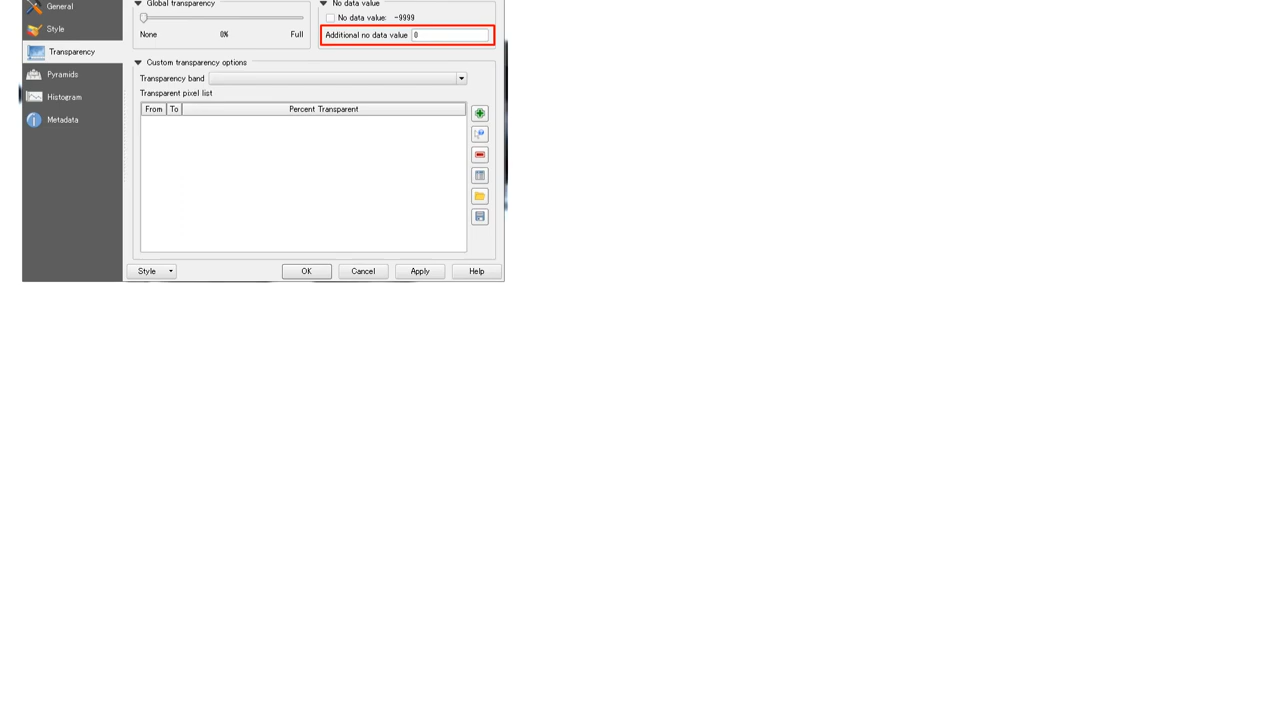 General
Style
Transparency
Pyramids
Histogram
Metadata
Global transparency
None 0% Full
No data value
No data value: -9999
Additional no data value 0
Custom transparency options
Transparency band
Transparent pixel list
From To Percent Transparent
Style OK Cancel Apply Help